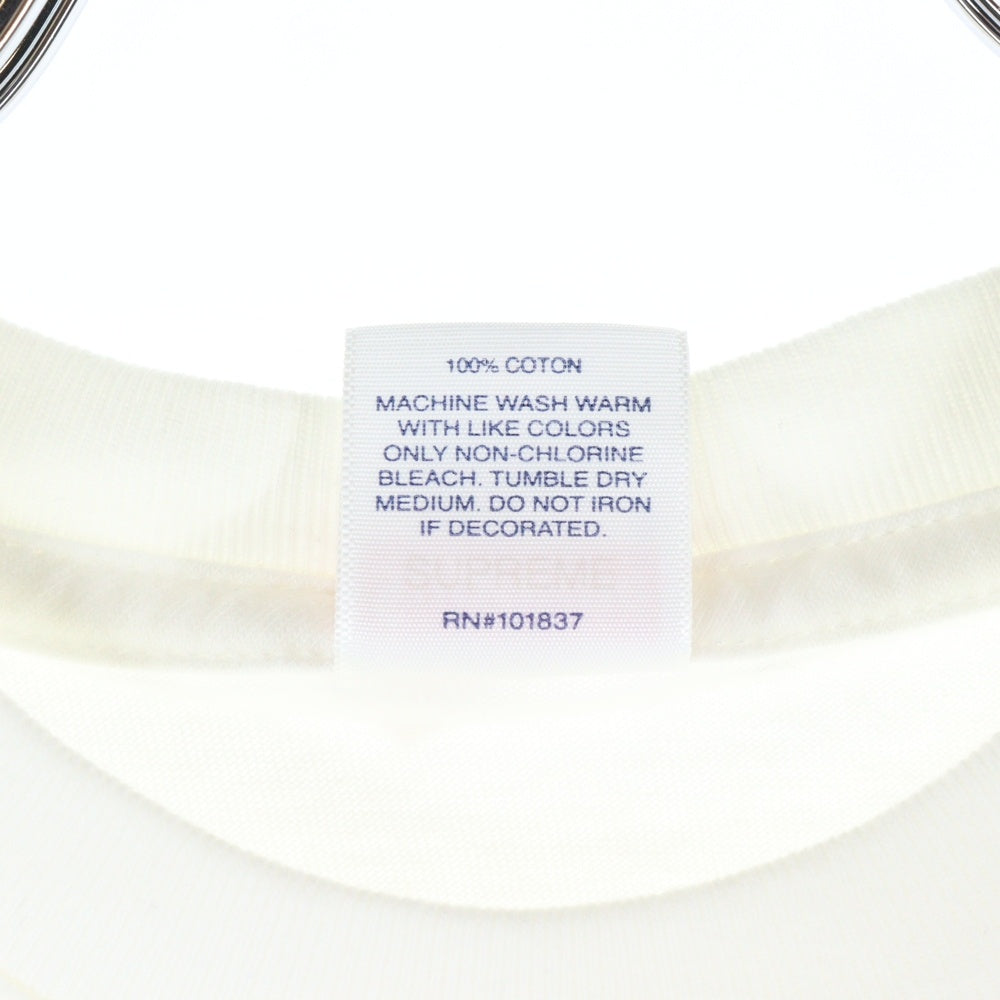 100% COTON
MACHINE WASH WARM
WITH LIKE COLORS
ONLY NON-CHLORINE
BLEACH. TUMBLE DRY
MEDIUM. DO NOT IRON
IF DECORATED.
SUPREME
RN#101837